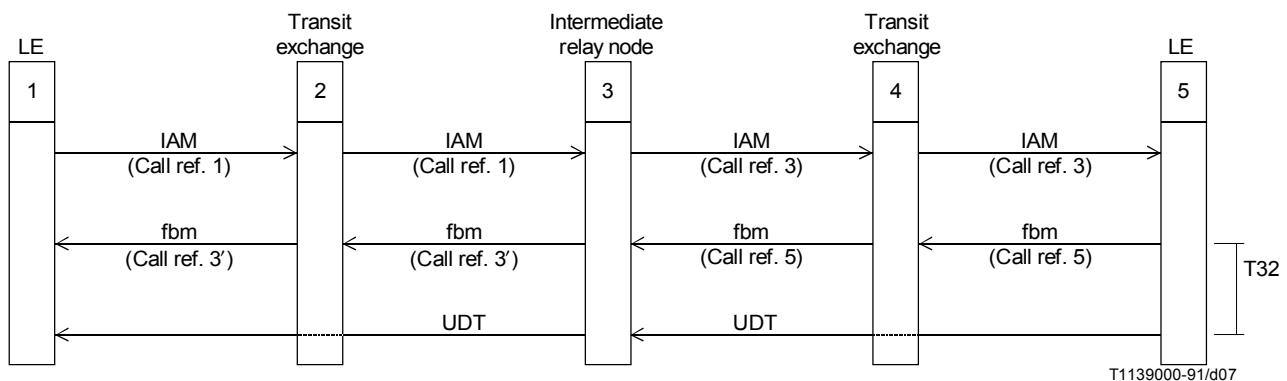 LE
Transit
exchange
Intermediate
relay node
Transit
exchange
LE
1
2
3
4
5
IAM
(Call ref. 1)
IAM
(Call ref. 1)
IAM
(Call ref. 3)
IAM
(Call ref. 3)
fbm
(Call ref. 3′)
fbm
(Call ref. 3′)
fbm
(Call ref. 5)
fbm
(Call ref. 5)
T32
UDT
UDT
T1139000-91/d07